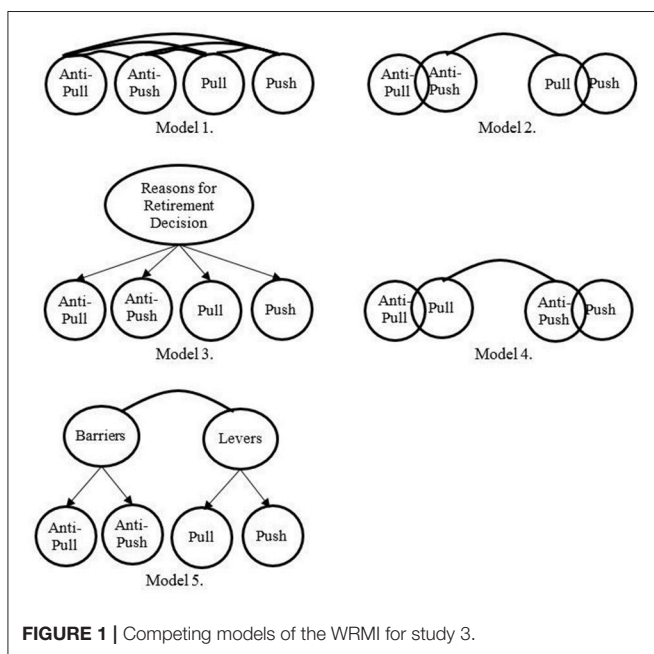 Anti-
Pull
Anti-
Push
Pull
Push
Model 1.
Anti-
Pull
Anti-
Push
Pull
Push
Model 2.
Reasons for
Retirement
Decision
Anti-
Pull
Anti-
Push
Pull
Push
Model 3.
Anti-
Pull
Pull
Anti-
Push
Push
Model 4.
Barriers
Levers
Anti-
Pull
Anti-
Push
Pull
Push
Model 5.
FIGURE 1 | Competing models of the WRMI for study 3.